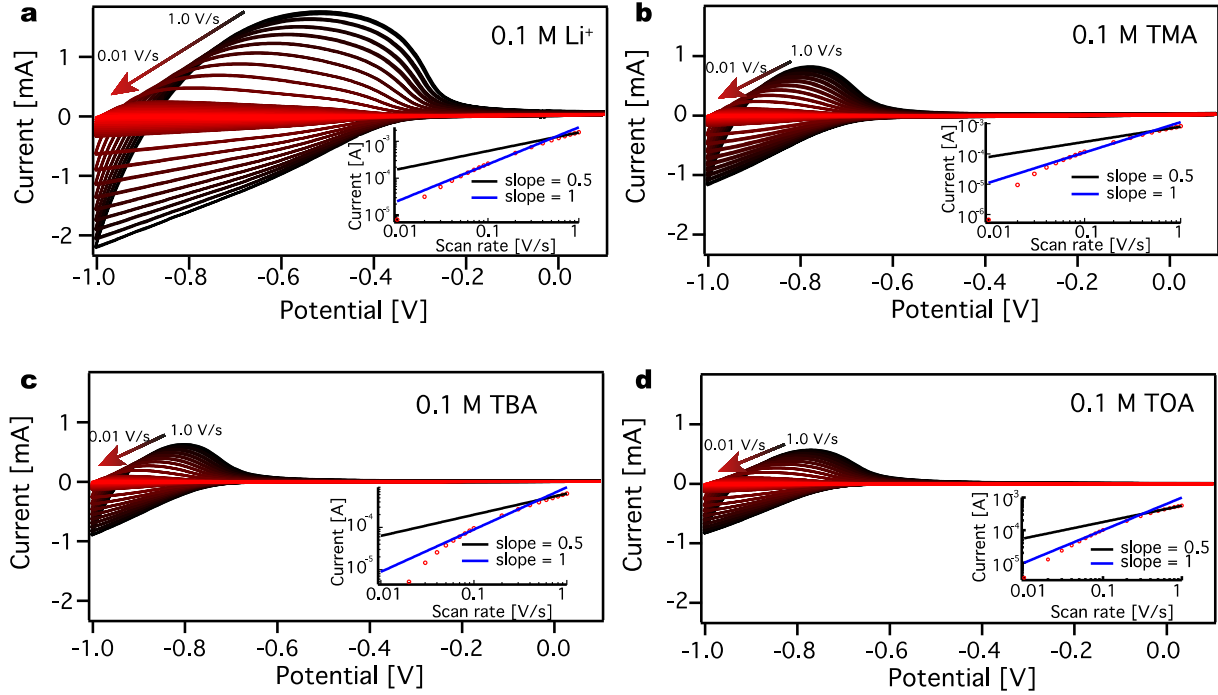 a
1.0 V/s
0.01 V/s
0.1 M Li⁺
Current [mA]
1
0
-1
-2
-1.0 -0.8 -0.6 -0.4 -0.2 0.0
Potential [V]
Current [A]
10⁻³
10⁻⁴
10⁻⁵
slope = 0.5
slope = 1
0.01 0.1 1
Scan rate [V/s]
b
1.0 V/s
0.01 V/s
0.1 M TMA
Current [mA]
1
0
-1
-2
-1.0 -0.8 -0.6 -0.4 -0.2 0.0
Potential [V]
Current [A]
10⁻³
10⁻⁴
10⁻⁵
10⁻⁶
slope = 0.5
slope = 1
0.01 0.1 1
Scan rate [V/s]
c
1.0 V/s
0.01 V/s
0.1 M TBA
Current [mA]
1
0
-1
-2
-1.0 -0.8 -0.6 -0.4 -0.2 0.0
Potential [V]
Current [A]
10⁻⁴
10⁻⁵
slope = 0.5
slope = 1
0.01 0.1 1
Scan rate [V/s]
d
1.0 V/s
0.01 V/s
0.1 M TOA
Current [mA]
1
0
-1
-2
-1.0 -0.8 -0.6 -0.4 -0.2 0.0
Potential [V]
Current [A]
10⁻³
10⁻⁴
10⁻⁵
slope = 0.5
slope = 1
0.01 0.1 1
Scan rate [V/s]